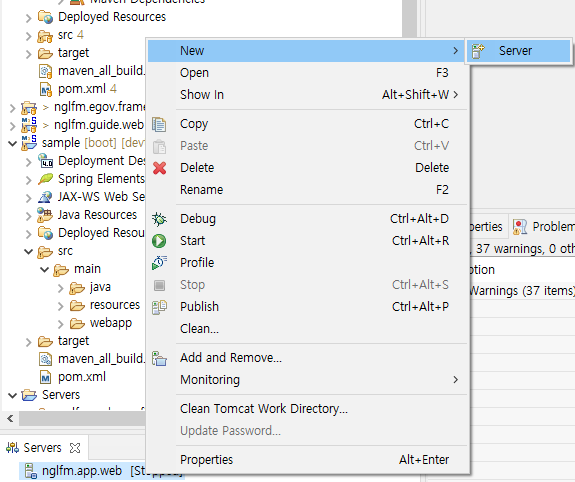 Maven Dependencies
Deployed Resources
src 4
target
maven_all_build.
pom.xml 4
> nglfm.egov.frame
> nglfm.guide.web
sample [boot] [dev
Deployment Des
Spring Elements
JAX-WS Web Se
Java Resources
Deployed Resou
src
main
java
resources
webapp
target
maven_all_build.
pom.xml
Servers
Servers
nglfm.app.web [Stopped]
New
Server
Open F3
Show In Alt+Shift+W
Copy Ctrl+C
Paste Ctrl+V
Delete Delete
Rename F2
Debug Ctrl+Alt+D
Start Ctrl+Alt+R
Profile
Stop Ctrl+Alt+S
Publish Ctrl+Alt+P
Clean...
Add and Remove...
Monitoring
Clean Tomcat Work Directory...
Update Password...
Properties Alt+Enter
perties
Problem
, 37 warnings, 0 oth
ption
Warnings (37 items)